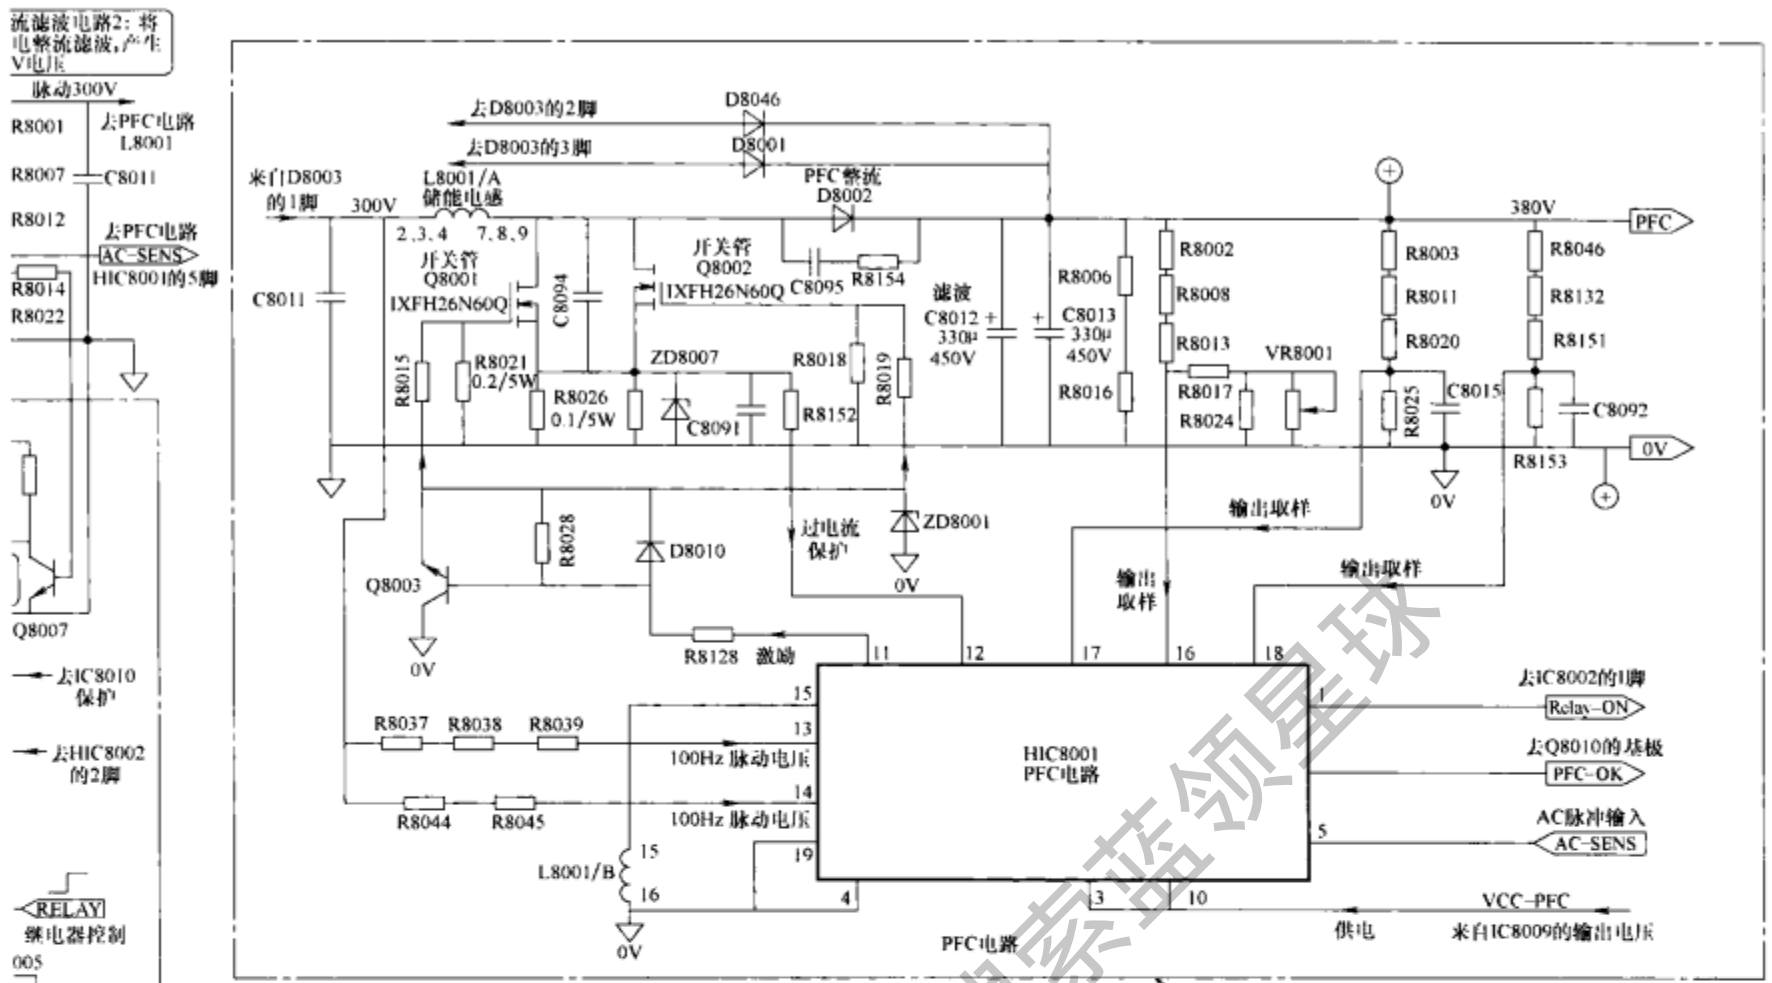 流滤波电路2: 将
电整流滤波,产生
V电压
脉动300V
R8001
去PFC电路
L8001
R8007
C8011
R8012
去PFC电路
AC-SENS
HIC8001的5脚
R8014
R8022
Q8007
去IC8010
保护
去HIC8002
的2脚
RELAY
继电器控制
005
去D8003的2脚
D8046
去D8003的3脚
D8001
来自D8003
的1脚
300V
L8001/A
储能电感
2,3,4
7,8,9
PFC整流
D8002
380V
PFC
开关管
Q8001
IXFH26N60Q
C8094
开关管
Q8002
IXFH26N60Q
C8095
R8154
C8011
滤波
C8012
330μ
450V
C8013
330μ
450V
R8006
R8016
R8002
R8008
R8013
R8003
R8011
R8020
R8046
R8132
R8151
R8015
R8021
0.2/5W
R8026
0.1/5W
ZD8007
C8091
R8152
R8018
R8019
VR8001
R8017
R8024
R8025
C8015
C8092
R8153
0V
0V
R8028
D8010
过电流
保护
ZD8001
0V
输出取样
输出取样
输出
取样
Q8003
0V
R8128
激励
11
12
17
16
18
15
13
14
19
4
3
10
1
5
R8037
R8038
R8039
100Hz 脉动电压
R8044
R8045
100Hz 脉动电压
HIC8001
PFC电路
去IC8002的1脚
Relay-ON
去Q8010的基极
PFC-OK
AC脉冲输入
AC-SENS
L8001/B
15
16
0V
VCC-PFC
供电
来自IC8009的输出电压
PFC电路
搜索蓝领星球